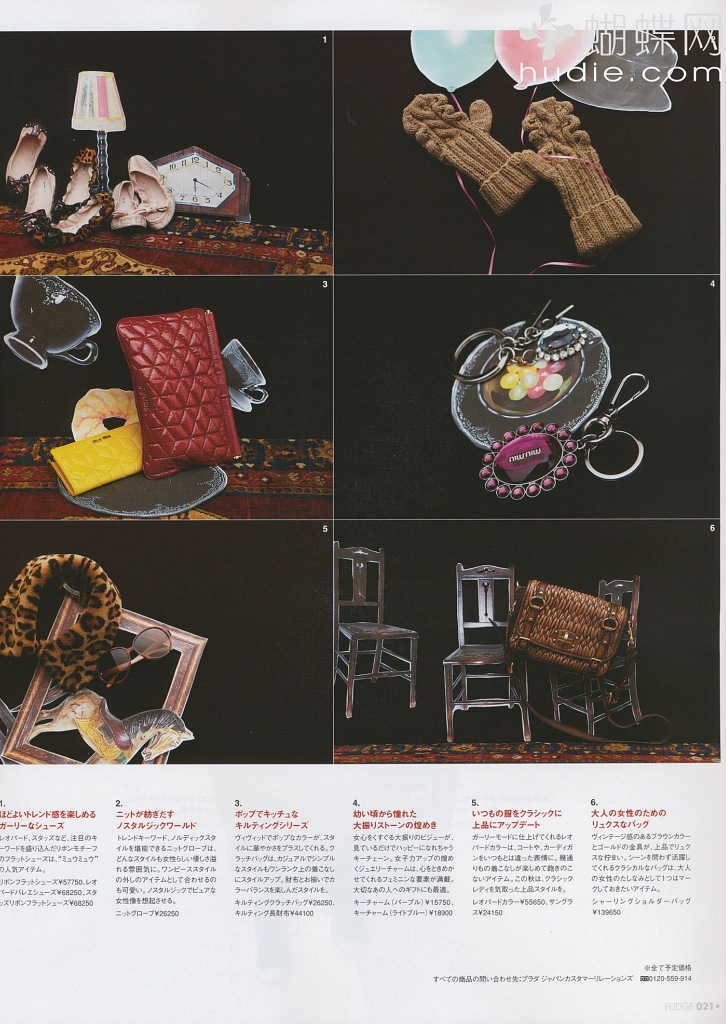 蝴蝶网
hudie.com
1
3
4
5
6
MIU MIU
1.
ほどよいトレンド感を楽しめる
ガーリーなシューズ
レオパード、スタッズなど、注目のキ
ーワードを盛り込んだリボンモチーフ
のフラットシューズは、“ミュウミュウ”
の人気アイテム。
リボンフラットシューズ¥57750、レオ
パードバレエシューズ¥68250、スタ
ッズリボンフラットシューズ¥68250
2.
ニットが紡ぎだす
ノスタルジックワールド
トレンドキーワード、ノルディックスタ
イルを堪能できるニットグローブは、
どんなスタイルも女性らしい優しさ溢
れる雰囲気に。ワンピーススタイル
の外しのアイテムとして合わせるの
も可愛い。ノスタルジックでピュアな
女性像を想起させる。
ニットグローブ¥26250
3.
ポップでキッチュな
キルティングシリーズ
ヴィヴィッドでポップなカラーが、スタ
イルに華やかさをプラスしてくれる。ク
ラッチバッグは、カジュアルでシンプル
なスタイルもワンランク上の着こなし
にスタイルアップ。財布とお揃いでカ
ラーバランスを楽しんだスタイルを。
キルティングクラッチバッグ¥26250、
キルティング長財布¥44100
4.
幼い頃から憧れた
大振りストーンの煌めき
女心をくすぐる大振りのビジューが、
見ているだけでハッピーになれちゃう
キーチェーン。女子力アップの煌め
くジュエリーチャームは、心をときめか
せてくれるフェミニンな要素が満載。
大切なあの人へのギフトにも最適。
キーチャーム（パープル）¥15750、
キーチャーム（ライトブルー）¥18900
5.
いつもの服をクラシックに
上品にアップデート
ガーリーモードに仕上げてくれるレオ
パードカラーは、コートや、カーディガ
ンをいつもとは違った表情に。幾通
りもの着こなしが楽しめて飽きのこ
ないアイテム。この秋は、クラシック
レディを気取った上品スタイルを。
レオパードカラー¥55650、サングラ
ス¥24150
6.
大人の女性のための
リュクスなバッグ
ヴィンテージ感のあるブラウンカラー
とゴールドの金具が、上品でリュク
スな佇まい。シーンを問わず活躍し
てくれるクラシカルなバッグは、大人
の女性のたしなみとして1つはマー
クしておきたいアイテム。
シャーリングショルダーバッグ
¥139650
※全て予定価格
すべての商品の問い合わせ先：プラダ ジャパンカスタマーリレーションズ 0120-559-914
FUDGE 021